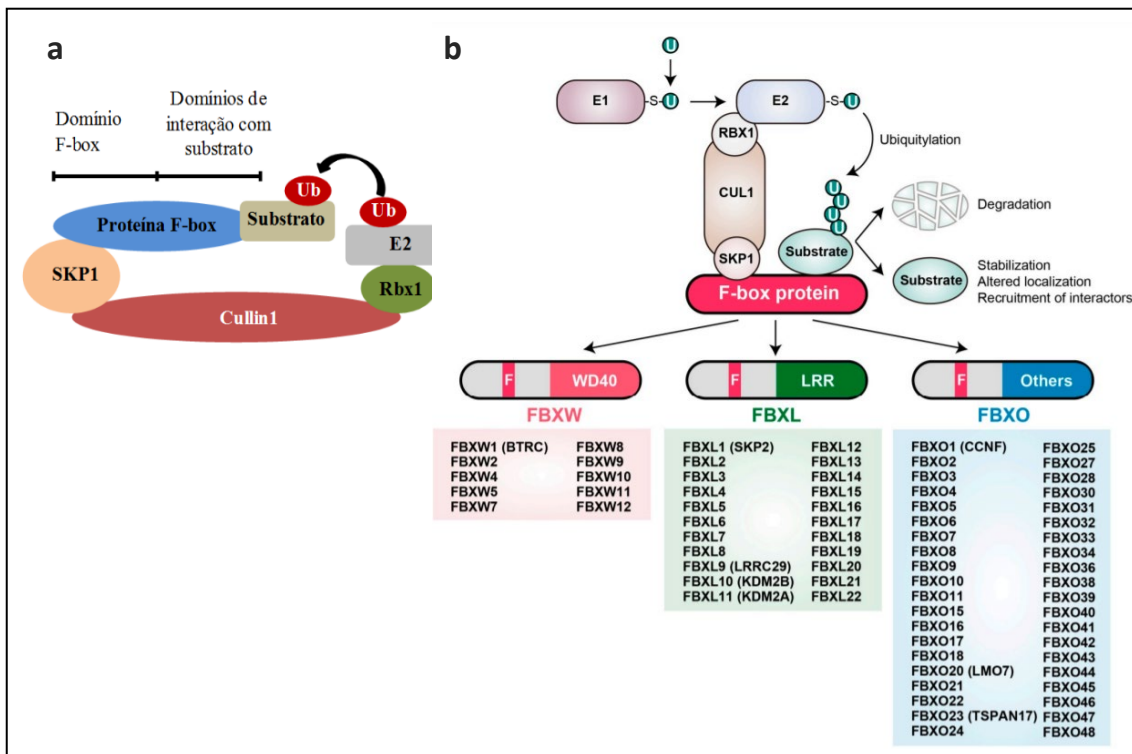 a
Domínio
F-box
Domínios de
interação com
substrato
Ub
Ub
Proteína F-box
Substrato
E2
SKP1
Rbx1
Cullin1
b
U
E1
-S-U
E2
-S-U
RBX1
Ubiquitylation
CUL1
U
U
U
U
Degradation
SKP1
Substrate
Substrate
Stabilization
Altered localization
Recruitment of interactors
F-box protein
F WD40
FBXW
FBXW1 (BTRC)
FBXW2
FBXW4
FBXW5
FBXW7
FBXW8
FBXW9
FBXW10
FBXW11
FBXW12
F LRR
FBXL
FBXL1 (SKP2)
FBXL2
FBXL3
FBXL4
FBXL5
FBXL6
FBXL7
FBXL8
FBXL9 (LRRC29)
FBXL10 (KDM2B)
FBXL11 (KDM2A)
FBXL12
FBXL13
FBXL14
FBXL15
FBXL16
FBXL17
FBXL18
FBXL19
FBXL20
FBXL21
FBXL22
F Others
FBXO
FBXO1 (CCNF)
FBXO2
FBXO3
FBXO4
FBXO5
FBXO6
FBXO7
FBXO8
FBXO9
FBXO10
FBXO11
FBXO15
FBXO16
FBXO17
FBXO18
FBXO20 (LMO7)
FBXO21
FBXO22
FBXO23 (TSPAN17)
FBXO24
FBXO25
FBXO27
FBXO28
FBXO30
FBXO31
FBXO32
FBXO33
FBXO34
FBXO36
FBXO38
FBXO39
FBXO40
FBXO41
FBXO42
FBXO43
FBXO44
FBXO45
FBXO46
FBXO47
FBXO48